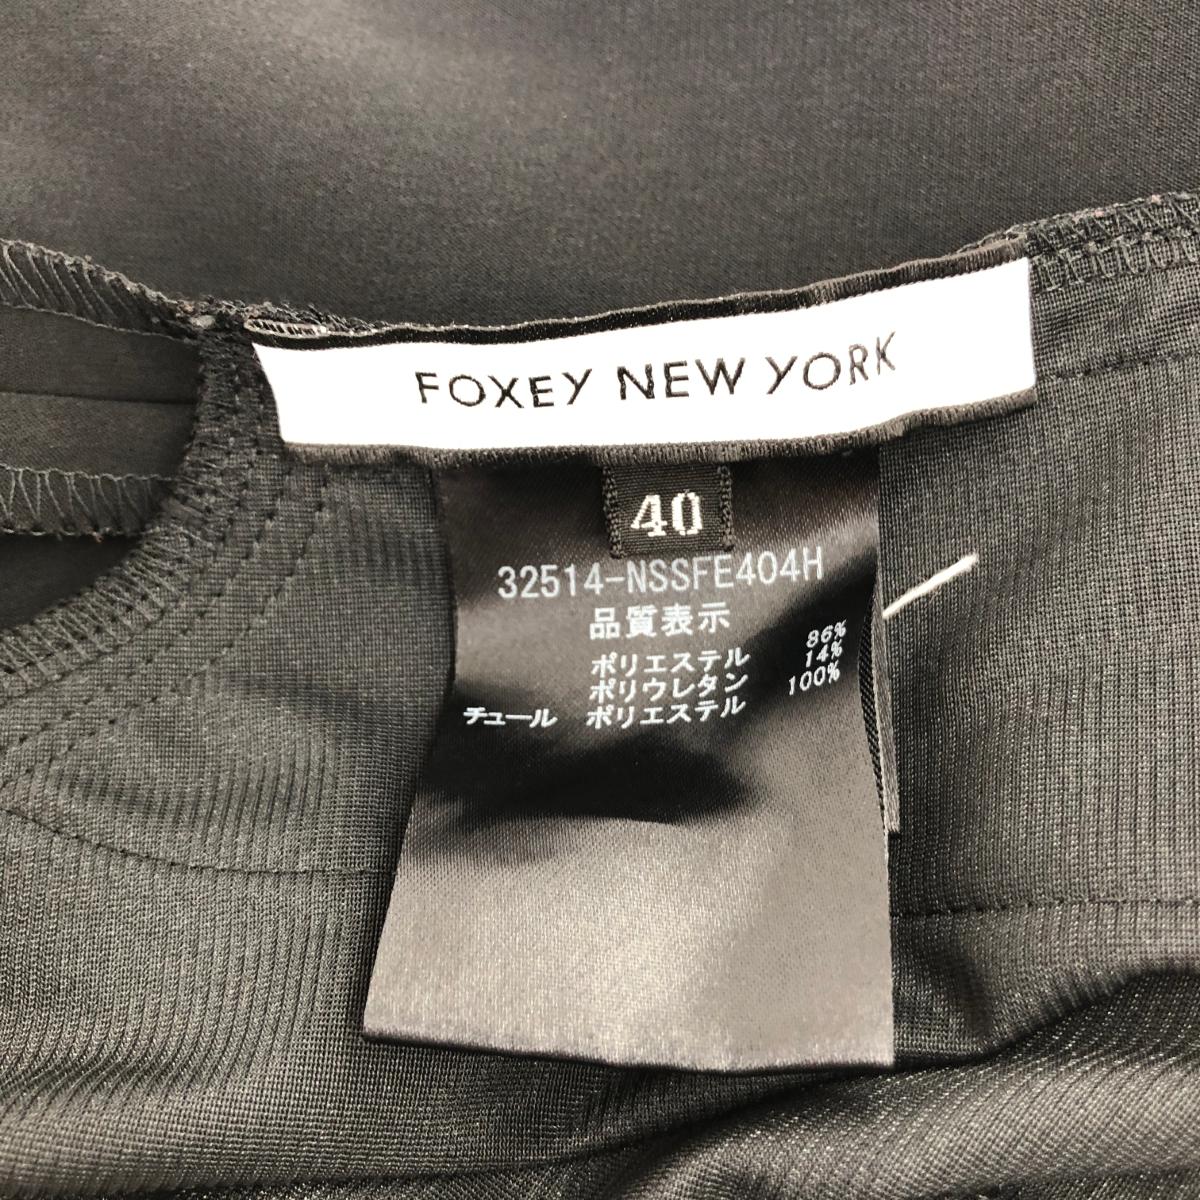 FOXEY NEW YORK
40
32514-NSSFE404H
品質表示
ポリエステル 86%
ポリウレタン 14%
チュール ポリエステル 100%